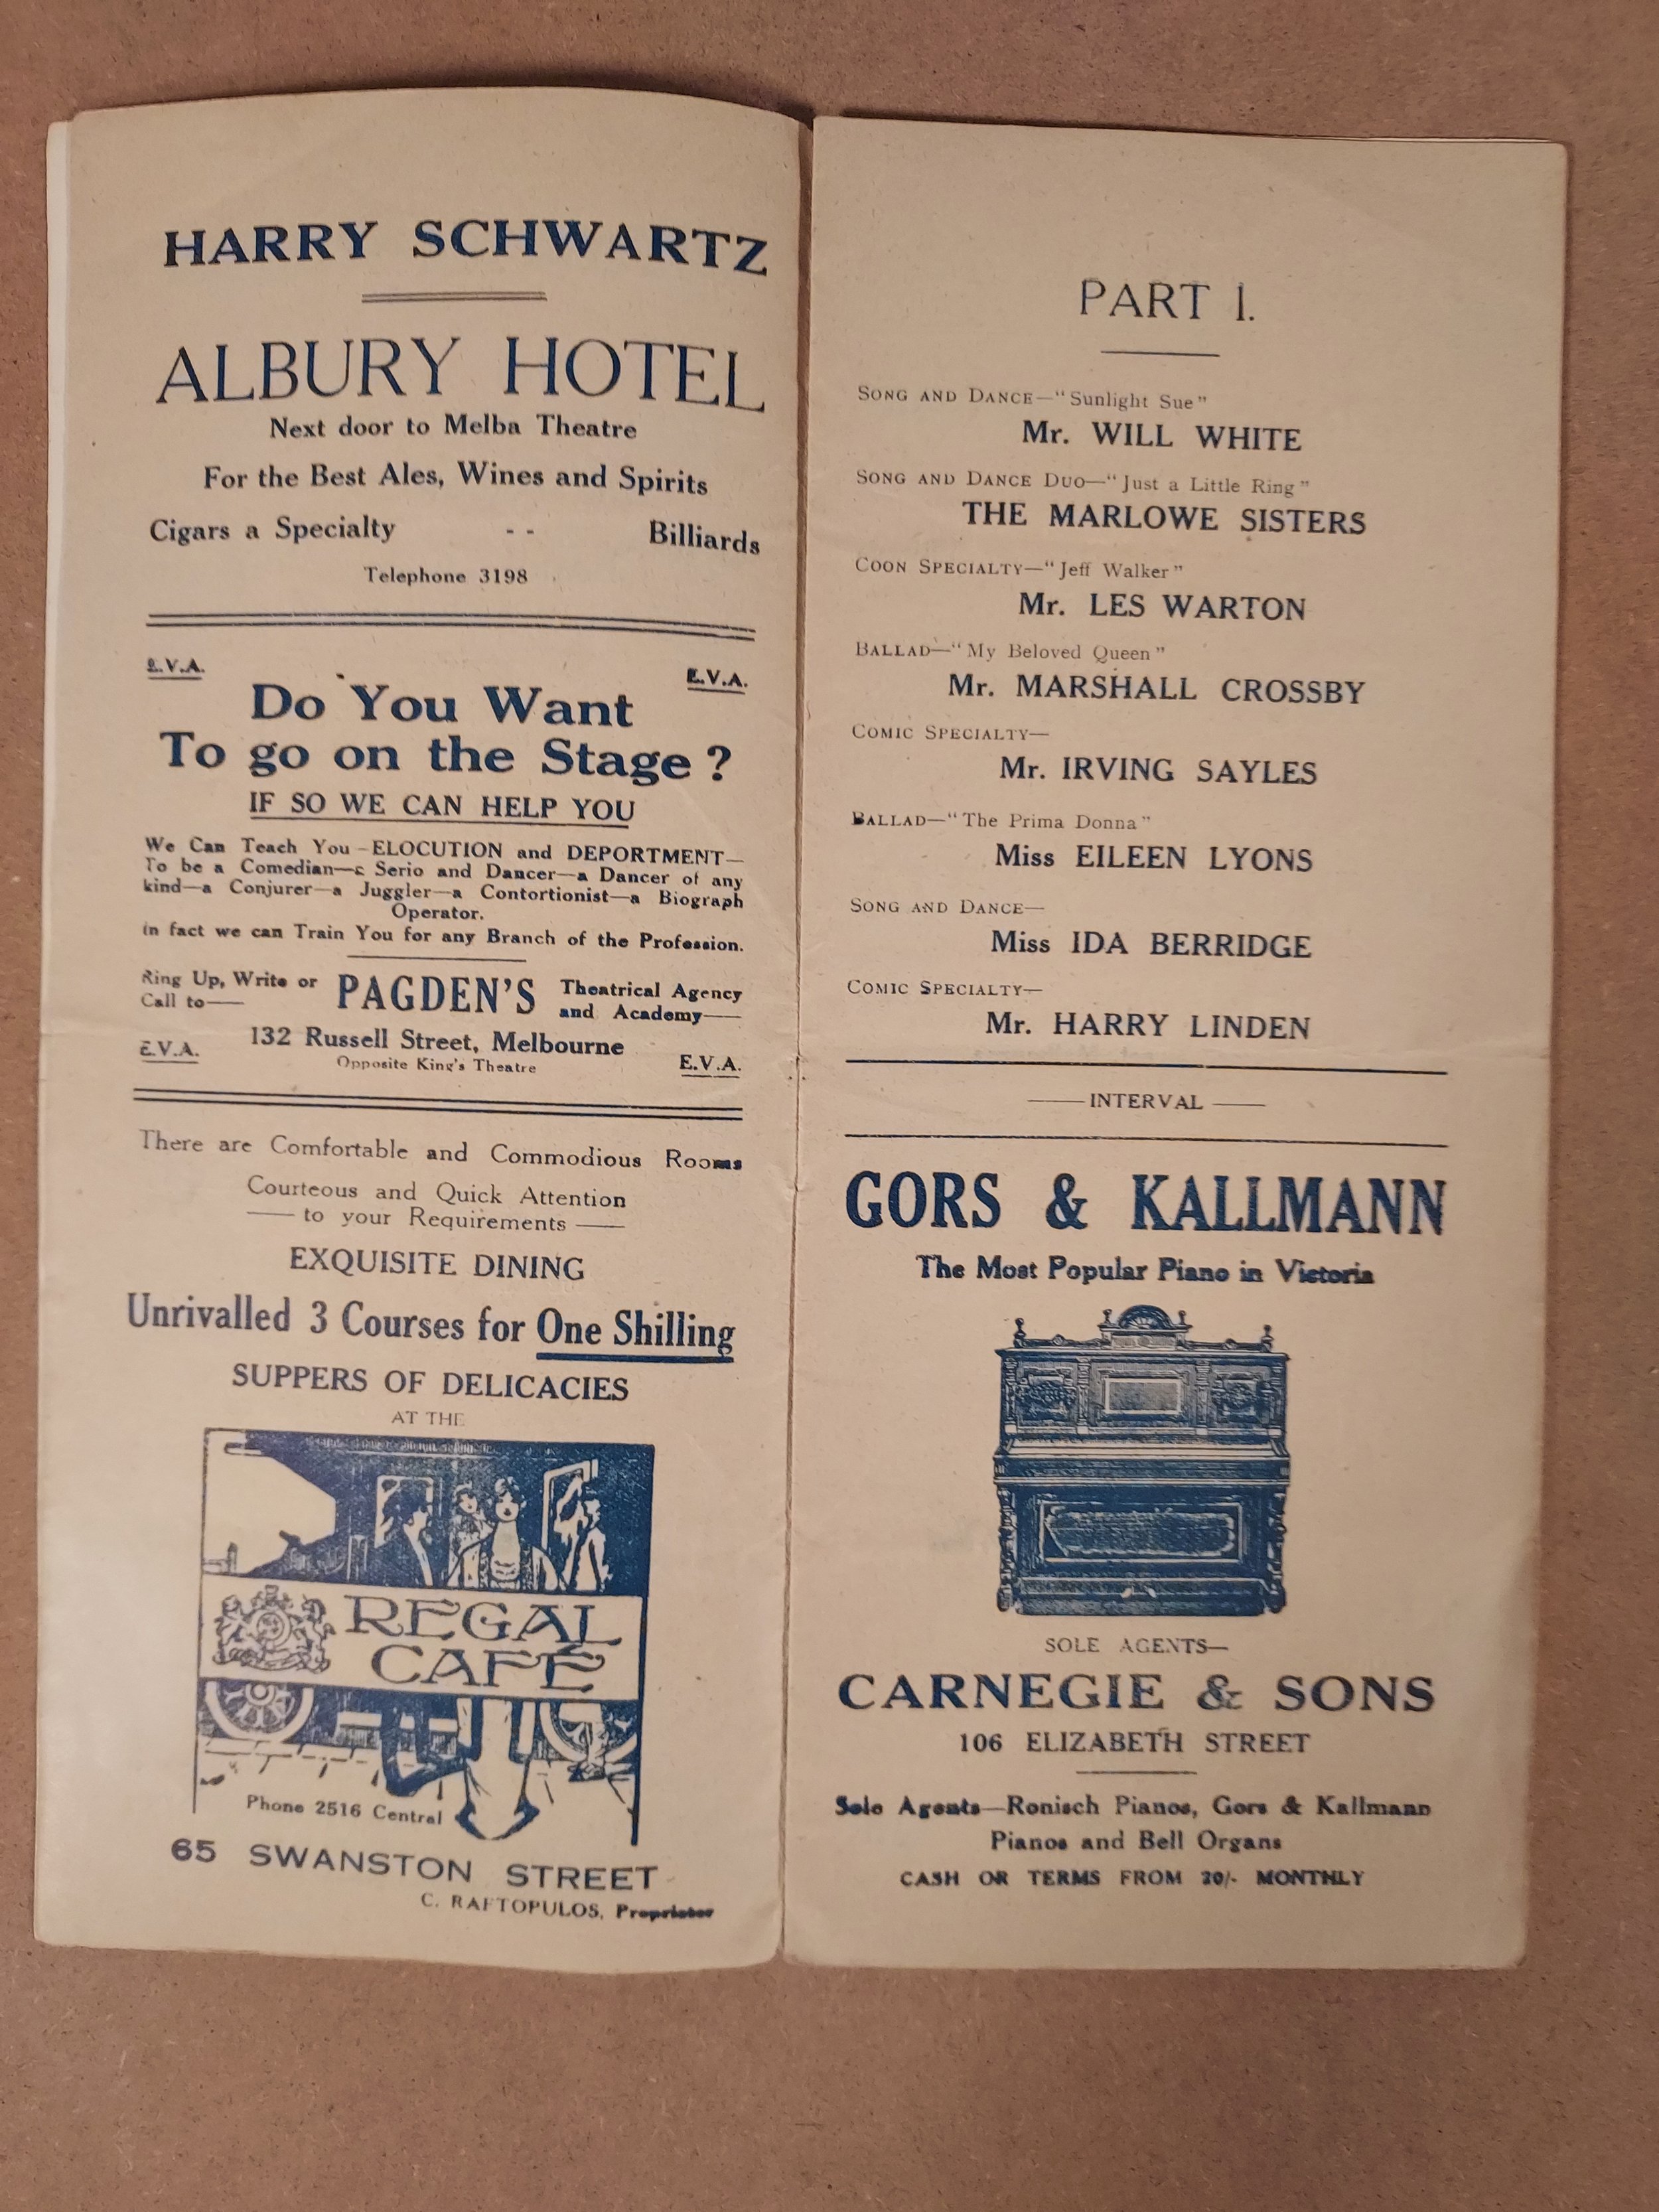 HARRY SCHWARTZ
ALBURY HOTEL
Next door to Melba Theatre
For the Best Ales, Wines and Spirits
Cigars a Specialty - - Billiards
Telephone 3198
E.V.A. E.V.A.
Do You Want
To go on the Stage ?
IF SO WE CAN HELP YOU
We Can Teach You—ELOCUTION and DEPORTMENT—
To be a Comedian—a Serio and Dancer—a Dancer of any
kind—a Conjurer—a Juggler—a Contortionist—a Biograph
Operator.
in fact we can Train You for any Branch of the Profession.
Ring Up, Write or
Call to—
PAGDEN'S
Theatrical Agency
and Academy—
132 Russell Street, Melbourne
Opposite King's Theatre
E.V.A. E.V.A.
There are Comfortable and Commodious Rooms
Courteous and Quick Attention
— to your Requirements —
EXQUISITE DINING
Unrivalled 3 Courses for One Shilling
SUPPERS OF DELICACIES
AT THE
REGAL
CAFÉ
Phone 2516 Central
65 SWANSTON STREET
C. RAFTOPULOS, Proprietor
PART 1.
SONG AND DANCE—"Sunlight Sue"
Mr. WILL WHITE
SONG AND DANCE DUO—"Just a Little Ring"
THE MARLOWE SISTERS
COON SPECIALTY—"Jeff Walker"
Mr. LES WARTON
BALLAD—"My Beloved Queen"
Mr. MARSHALL CROSSBY
COMIC SPECIALTY—
Mr. IRVING SAYLES
BALLAD—"The Prima Donna"
Miss EILEEN LYONS
SONG AND DANCE—
Miss IDA BERRIDGE
COMIC SPECIALTY—
Mr. HARRY LINDEN
— INTERVAL —
GORS & KALLMANN
The Most Popular Piano in Victoria
SOLE AGENTS—
CARNEGIE & SONS
106 ELIZABETH STREET
Sole Agents—Ronisch Pianos, Gors & Kallmann
Pianos and Bell Organs
CASH OR TERMS FROM 20/- MONTHLY